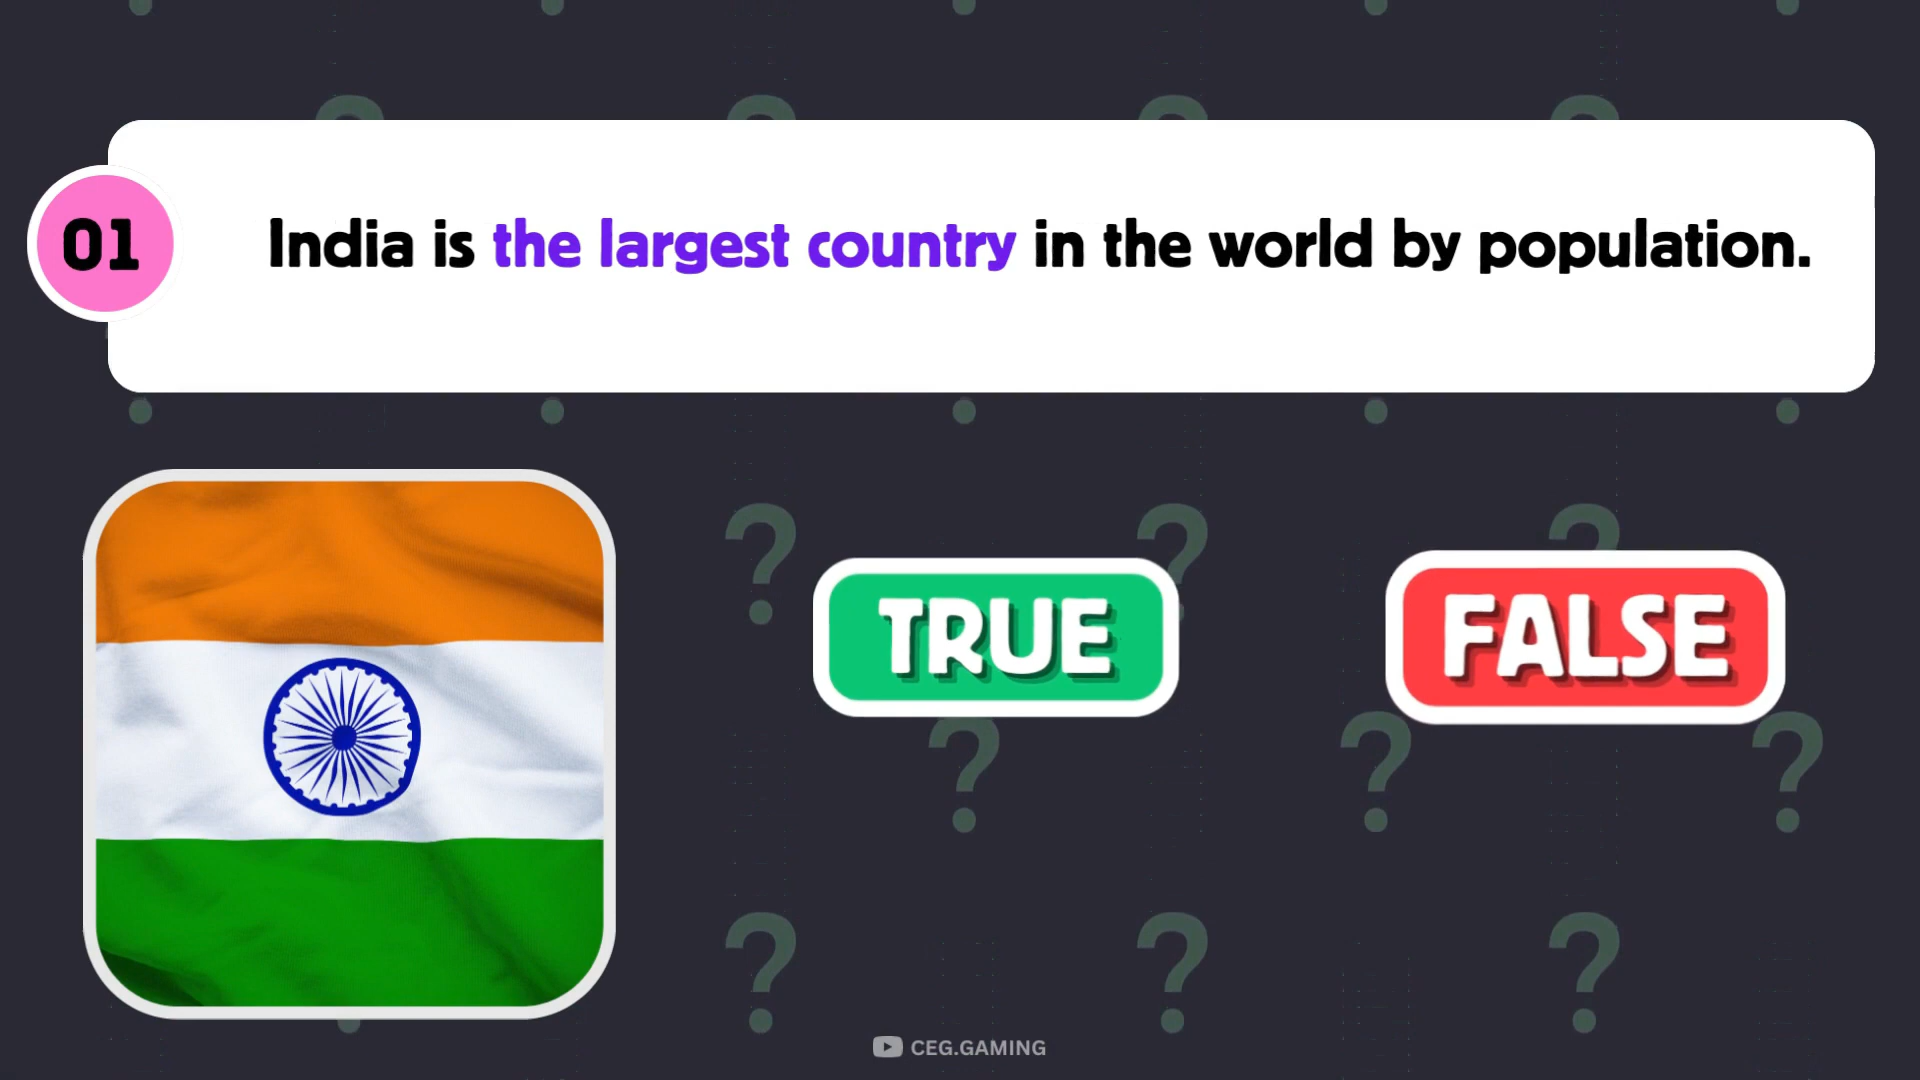 01
India is the largest country in the world by population.
TRUE
FALSE
CEG.GAMING